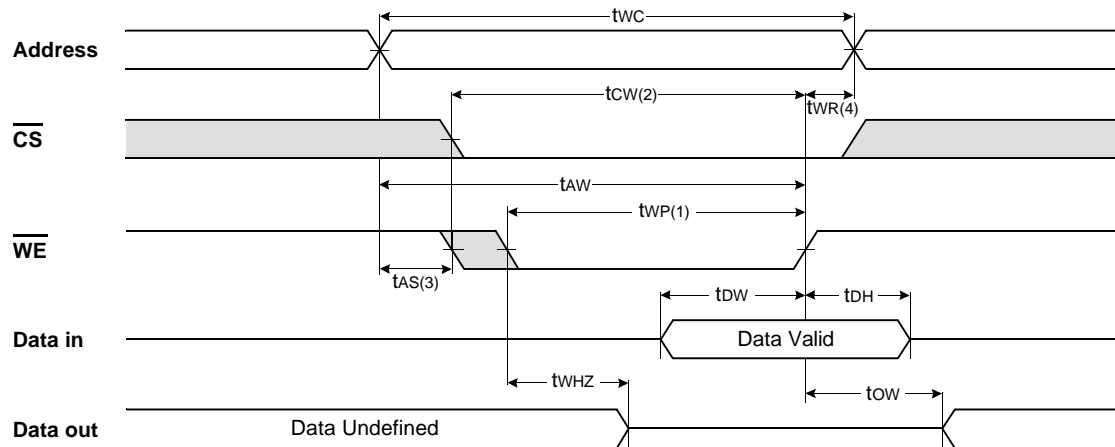 tWC
Address
tCW(2)
tWR(4)
CS
tAW
tWP(1)
WE
tAS(3)
tDW
tDH
Data in
Data Valid
tWHZ
tOW
Data out
Data Undefined